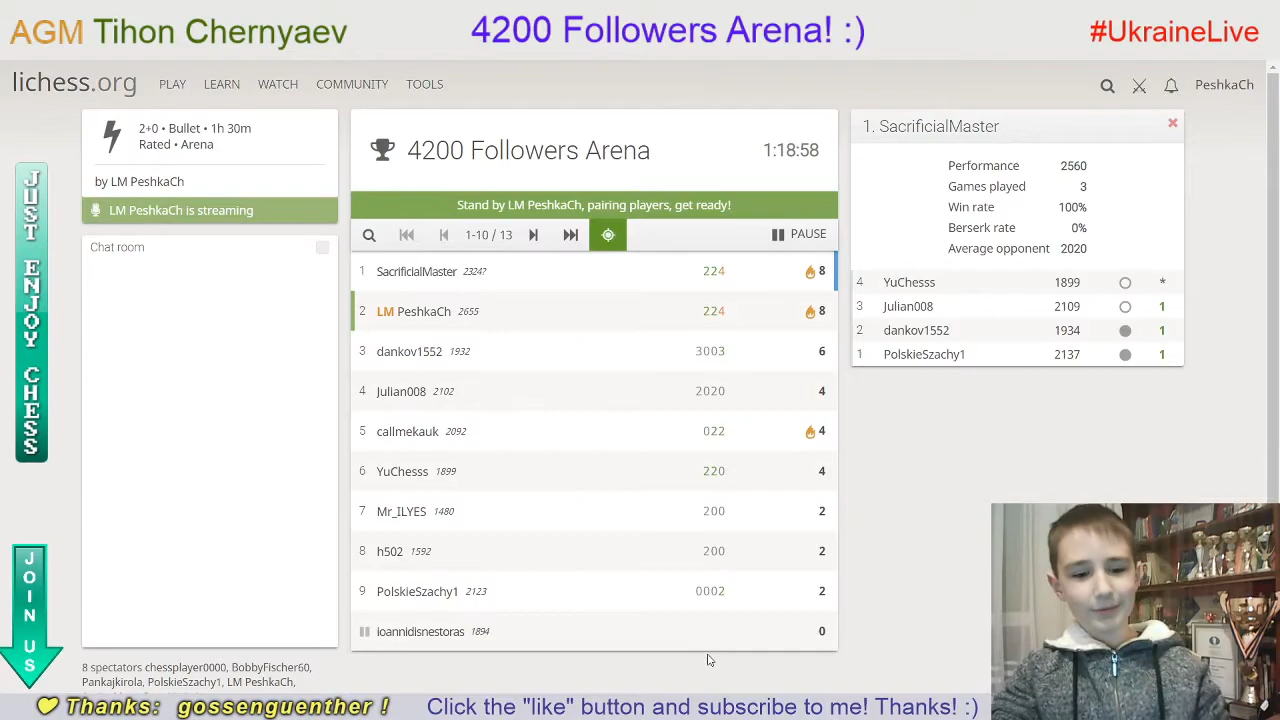 AGM Tihon Chernyaev
4200 Followers Arena! :)
#UkraineLive
lichess.org PLAY LEARN WATCH COMMUNITY TOOLS PeshkaCh
2+0 • Bullet • 1h 30m
Rated • Arena
by LM PeshkaCh
LM PeshkaCh is streaming
Chat room
8 spectators chessplayer0000, BobbyFischer60,
Pankajkirola, PolskieSzachy1, LM PeshkaCh,
4200 Followers Arena 1:18:58
Stand by LM PeshkaCh, pairing players, get ready!
1-10 / 13 PAUSE
1 SacrificialMaster 2324? 224 8
2 LM PeshkaCh 2655 224 8
3 dankov1552 1932 3003 6
4 Julian008 2102 2020 4
5 callmekauk 2092 022 4
6 YuChesss 1899 220 4
7 Mr_ILYES 1480 200 2
8 h502 1592 200 2
9 PolskieSzachy1 2123 0002 2
ioannidisnestoras 1894 0
1. SacrificialMaster
Performance 2560
Games played 3
Win rate 100%
Berserk rate 0%
Average opponent 2020
4 YuChesss 1899 *
3 Julian008 2109 1
2 dankov1552 1934 1
1 PolskieSzachy1 2137 1
JUST ENJOY CHESS
JOIN US
Thanks: gossenguenther !
Click the "like" button and subscribe to me! Thanks! :)